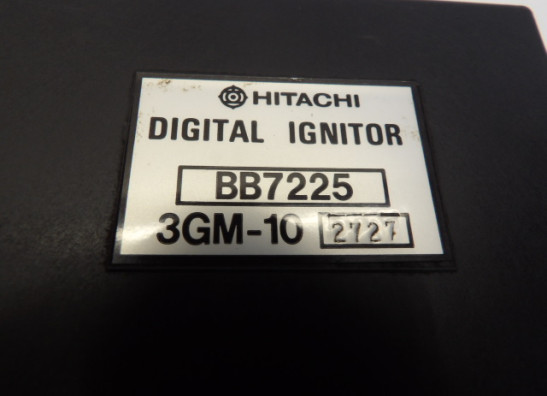 HITACHI
DIGITAL IGNITOR
BB7225
3GM-10 2727